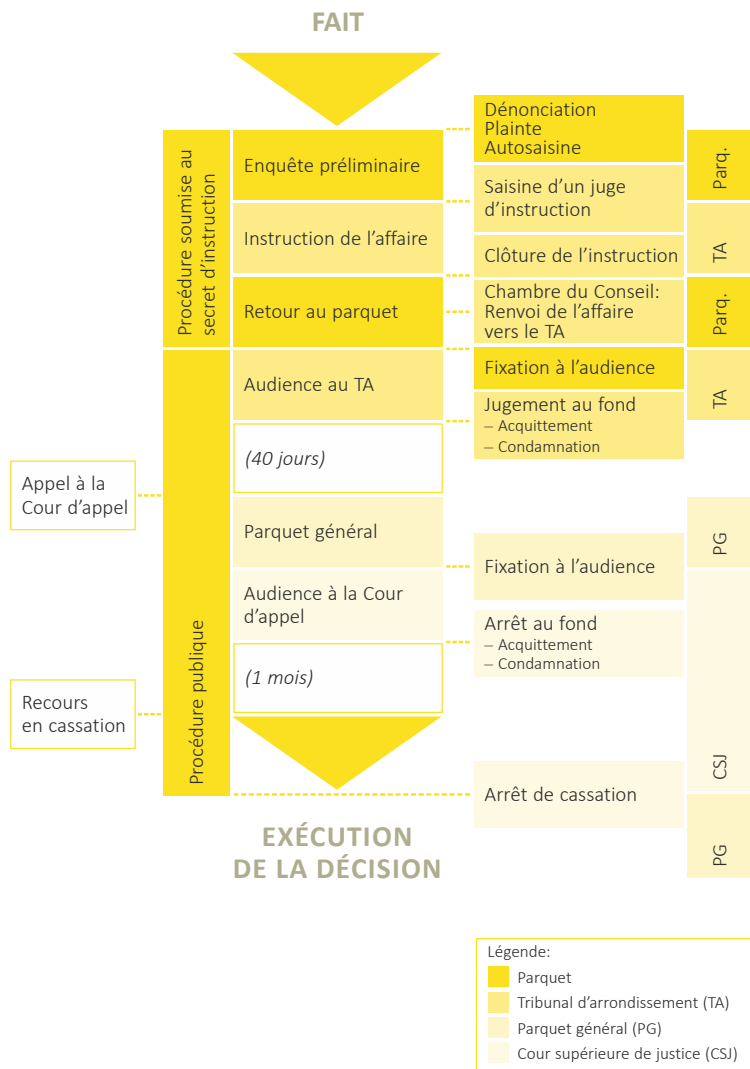 FAIT
Procédure soumise au
secret d'instruction
Enquête préliminaire
Dénonciation
Plainte
Autosaisine
Parq.
Instruction de l'affaire
Saisine d'un juge
d'instruction
Clôture de l'instruction
TA
Retour au parquet
Chambre du Conseil:
Renvoi de l'affaire
vers le TA
Parq.
Procédure publique
Audience au TA
Fixation à l'audience
Jugement au fond
– Acquittement
– Condamnation
TA
(40 jours)
Appel à la
Cour d'appel
Parquet général
Fixation à l'audience
PG
Audience à la Cour
d'appel
Arrêt au fond
– Acquittement
– Condamnation
(1 mois)
Recours
en cassation
CSJ
Arrêt de cassation
PG
EXÉCUTION
DE LA DÉCISION
Légende:
Parquet
Tribunal d'arrondissement (TA)
Parquet général (PG)
Cour supérieure de justice (CSJ)